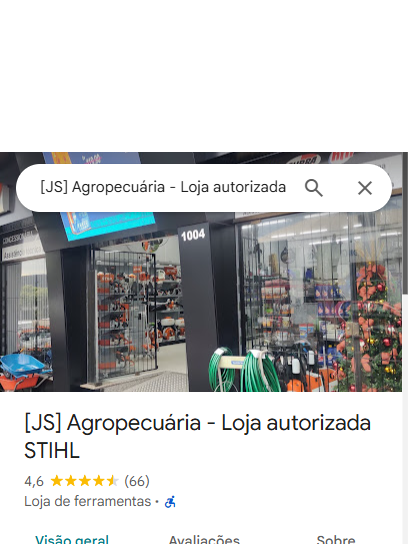 [JS] Agropecuária - Loja autorizada
1004
[JS] Agropecuária - Loja autorizada
STIHL
4,6 (66)
Loja de ferramentas ·
Visão geral
Avaliações
Sobre